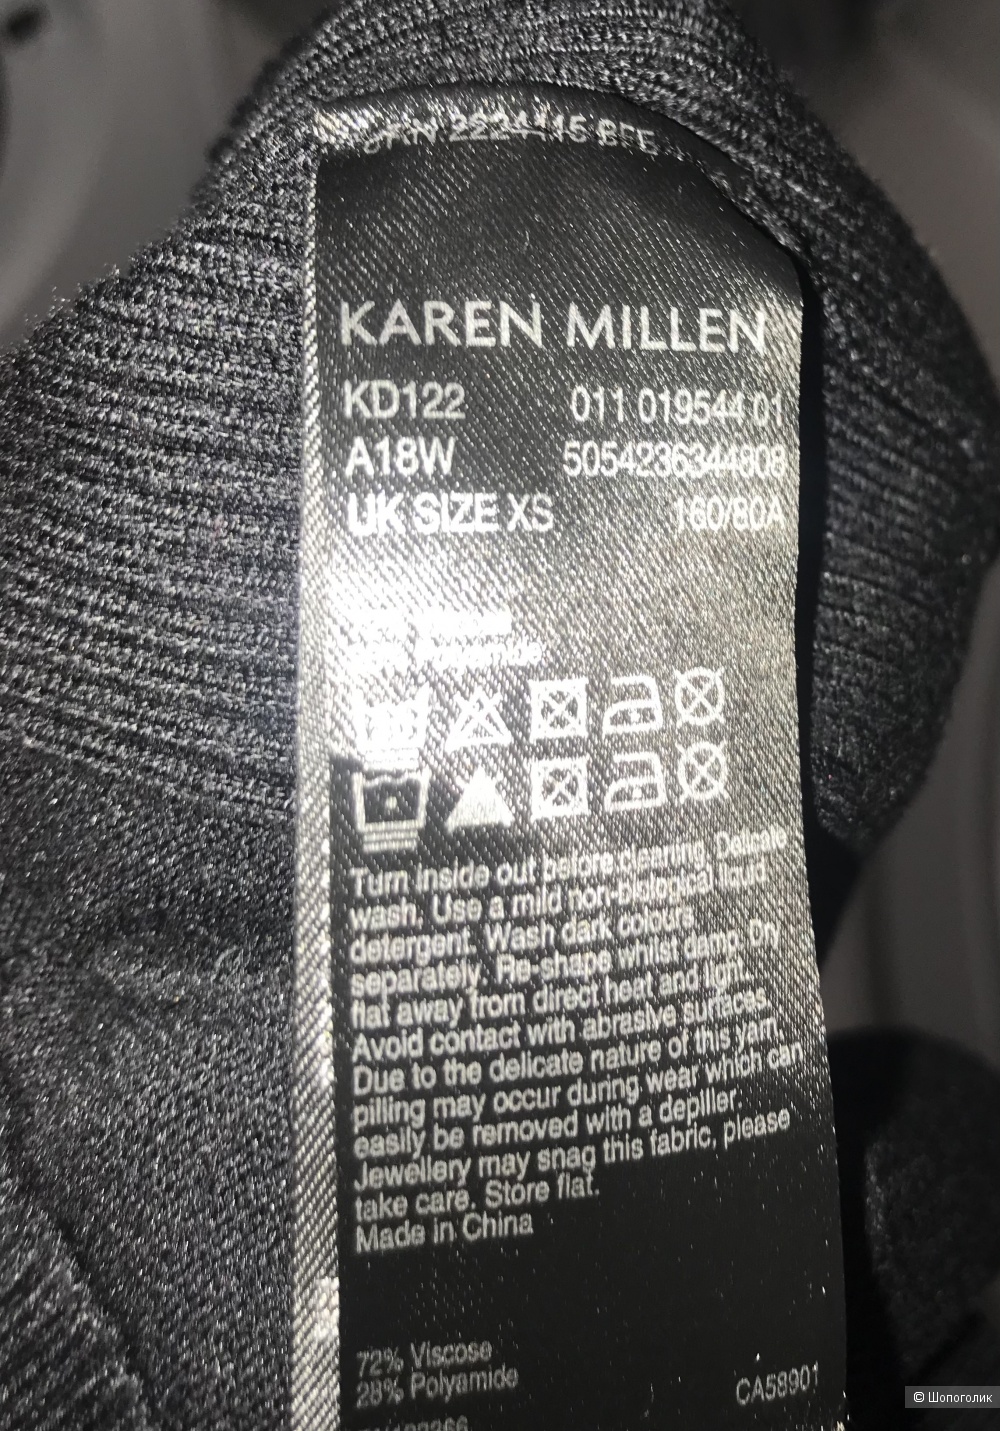 2224
KAREN MILLEN
KD122 011 019544 01
A18W 5054236344808
UK SIZE XS 160/80A
Polyamide
Turn inside out before cleaning. Delicate
wash. Use a mild non-biological liquid
detergent. Wash dark colours
separately. Re-shape whilst damp. Dry
flat away from direct heat and light.
Avoid contact with abrasive surfaces.
Due to the delicate nature of this yarn,
pilling may occur during wear which can
easily be removed with a depiller.
Jewellery may snag this fabric, please
take care. Store flat.
Made in China
72% Viscose
28% Polyamide
CA58901
© Шопоголик